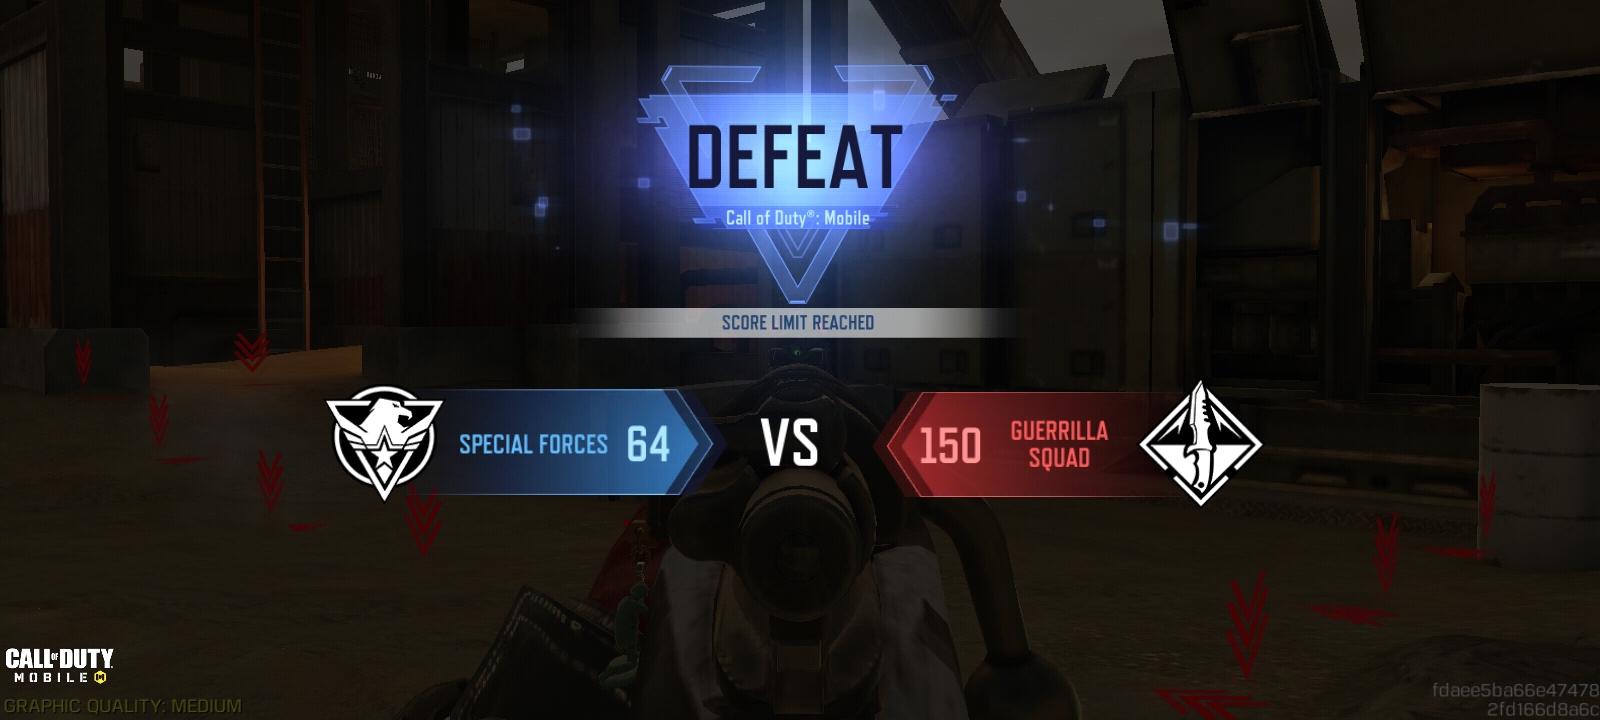 DEFEAT
Call of Duty®: Mobile
SCORE LIMIT REACHED
SPECIAL FORCES 64
VS
150 GUERRILLA
SQUAD
CALL OF DUTY
MOBILE
GRAPHIC QUALITY: MEDIUM
fdaee5ba66e47478
2fd166d8a6c